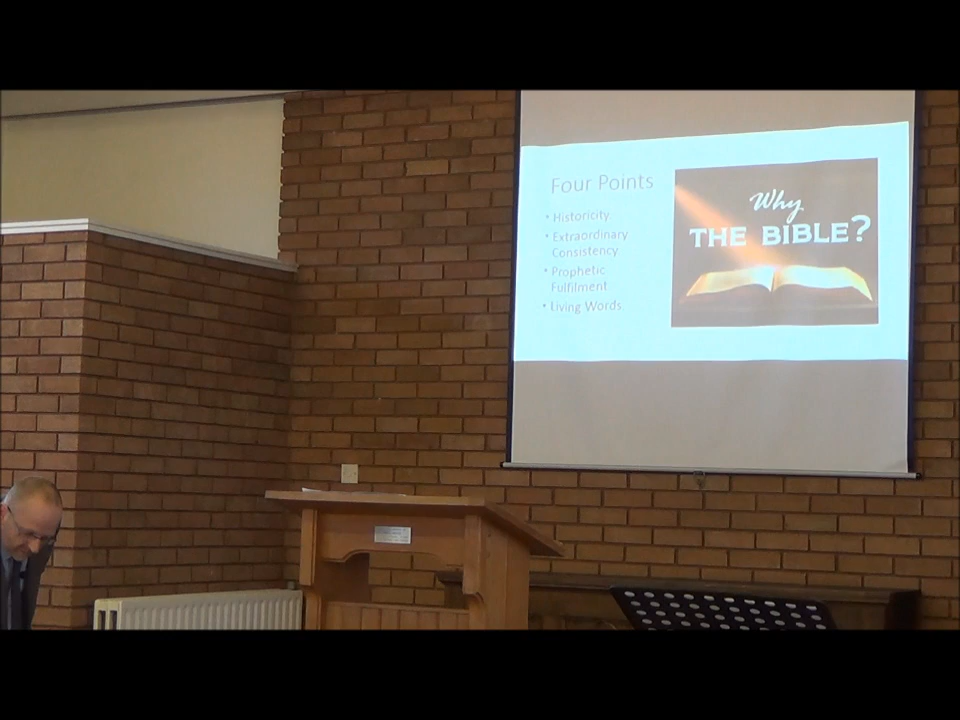 Four Points
• Historicity
• Extraordinary
Consistency
• Prophetic
Fulfilment
• Living Words
Why
THE BIBLE?